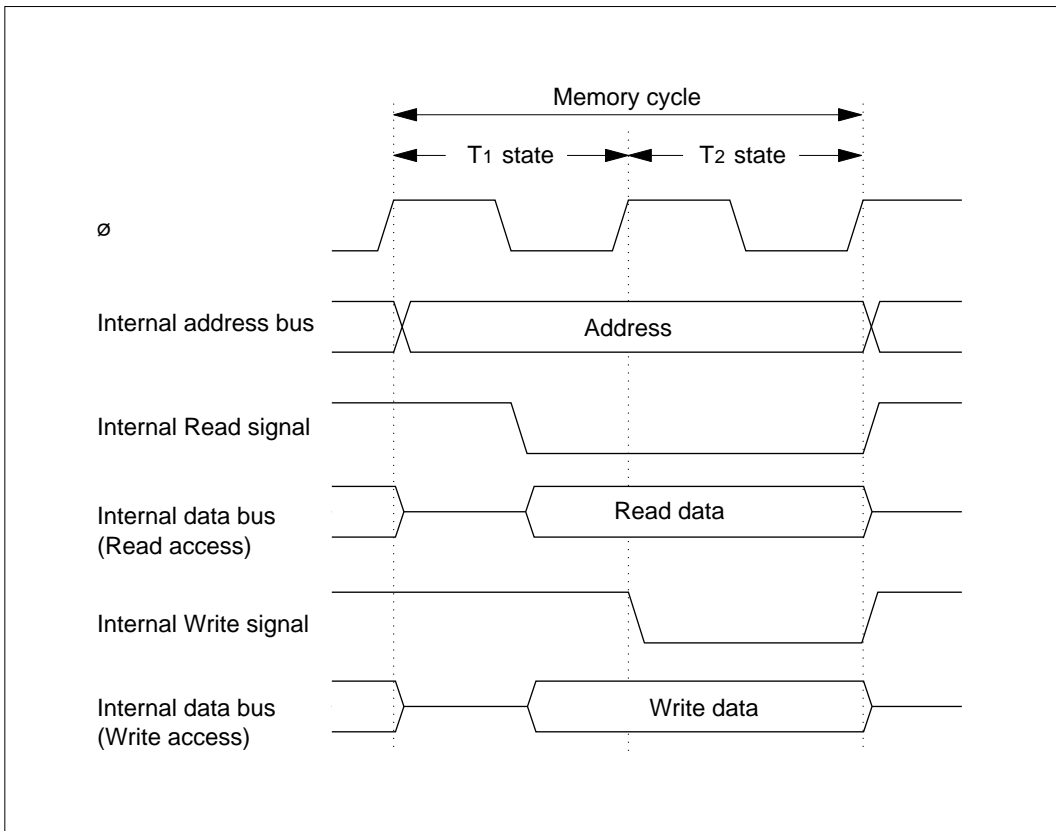 Memory cycle
T1 state
T2 state
ø
Internal address bus
Address
Internal Read signal
Internal data bus
(Read access)
Read data
Internal Write signal
Internal data bus
(Write access)
Write data